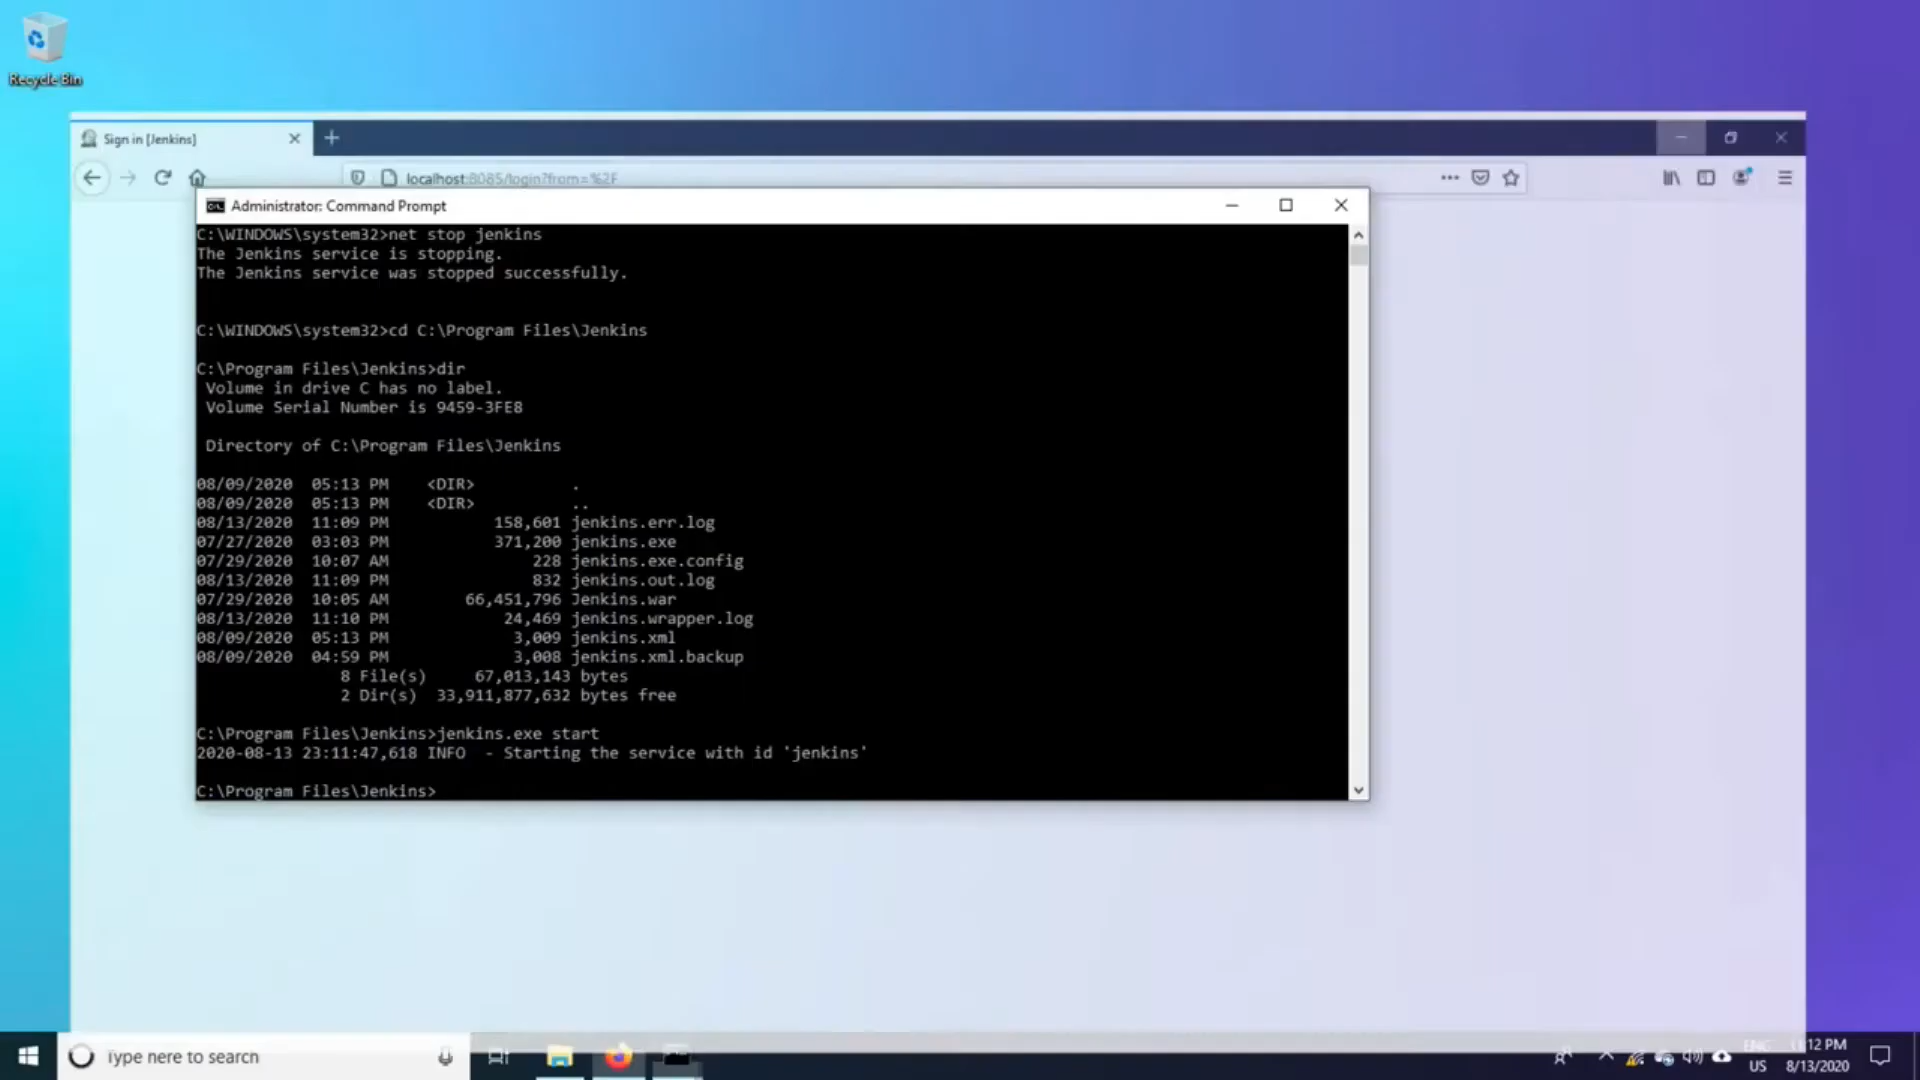 Recycle Bin
Sign in [Jenkins]
localhost:8085/login?from=%2F
Administrator: Command Prompt
C:\WINDOWS\system32>net stop jenkins
The Jenkins service is stopping.
The Jenkins service was stopped successfully.
C:\WINDOWS\system32>cd C:\Program Files\Jenkins
C:\Program Files\Jenkins>dir
 Volume in drive C has no label.
 Volume Serial Number is 9459-3FE8
 Directory of C:\Program Files\Jenkins
08/09/2020  05:13 PM    <DIR>          .
08/09/2020  05:13 PM    <DIR>          ..
08/13/2020  11:09 PM           158,601 jenkins.err.log
07/27/2020  03:03 PM           371,200 jenkins.exe
07/29/2020  10:07 AM               228 jenkins.exe.config
08/13/2020  11:09 PM               832 jenkins.out.log
07/29/2020  10:05 AM        66,451,796 Jenkins.war
08/13/2020  11:10 PM            24,469 jenkins.wrapper.log
08/09/2020  05:13 PM             3,009 jenkins.xml
08/09/2020  04:59 PM             3,008 jenkins.xml.backup
               8 File(s)     67,013,143 bytes
               2 Dir(s)  33,911,877,632 bytes free
C:\Program Files\Jenkins>jenkins.exe start
2020-08-13 23:11:47,618 INFO  - Starting the service with id 'jenkins'
C:\Program Files\Jenkins>
Type here to search
ENG
US
11:12 PM
8/13/2020